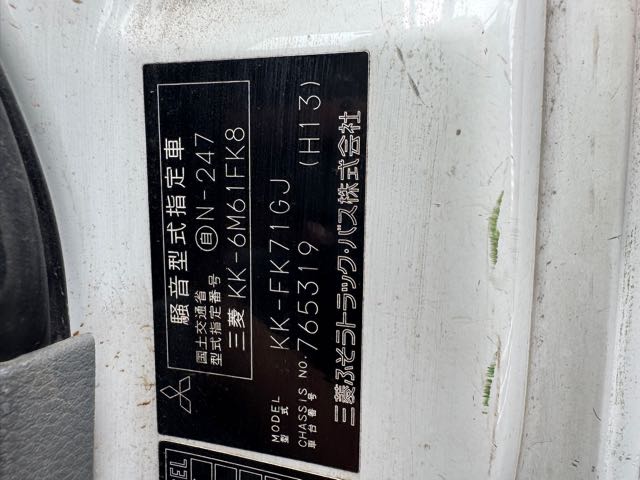 騒音型式指定車
国土交通省
型式指定番号
自N-247
三菱 KK-6M61FK8
MODEL
型式
KK-FK71GJ
CHASSIS NO.
車台番号
765319 (H13)
三菱ふそうトラック・バス株式会社